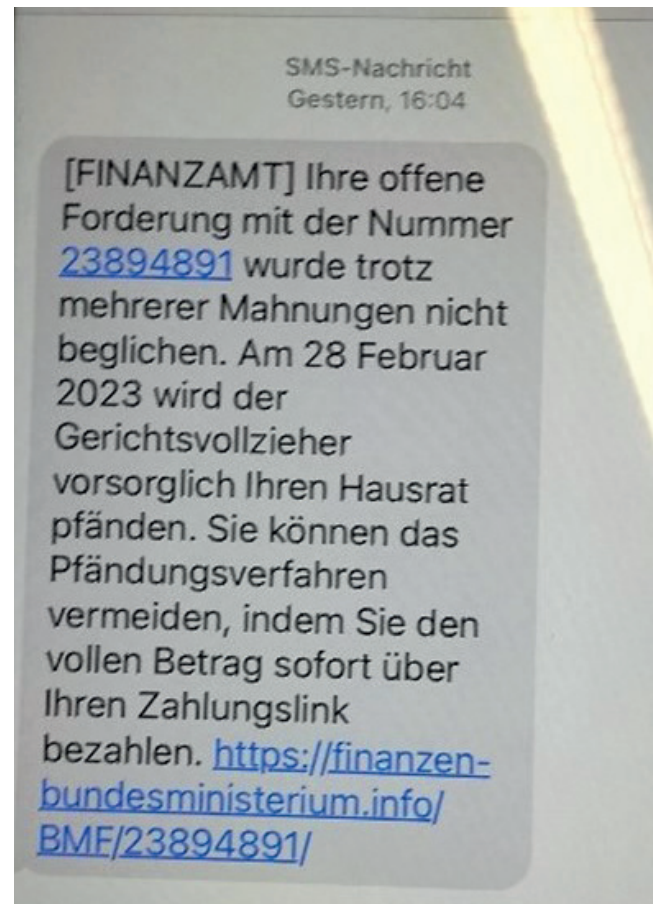 SMS-Nachricht
Gestern, 16:04
[FINANZAMT] Ihre offene
Forderung mit der Nummer
23894891 wurde trotz
mehrerer Mahnungen nicht
beglichen. Am 28 Februar
2023 wird der
Gerichtsvollzieher
vorsorglich Ihren Hausrat
pfänden. Sie können das
Pfändungsverfahren
vermeiden, indem Sie den
vollen Betrag sofort über
Ihren Zahlungslink
bezahlen. https://finanzen-
bundesministerium.info/
BMF/23894891/